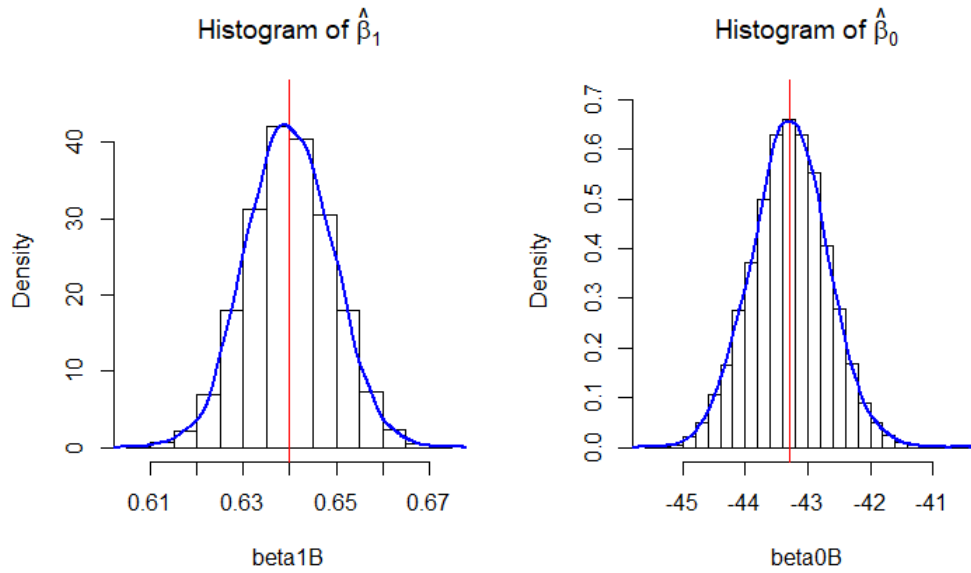 Histogram of β̂₁
Density
0 10 20 30 40
0.61 0.63 0.65 0.67
beta1B
Histogram of β̂₀
Density
0.0 0.1 0.2 0.3 0.4 0.5 0.6 0.7
-45 -44 -43 -42 -41
beta0B